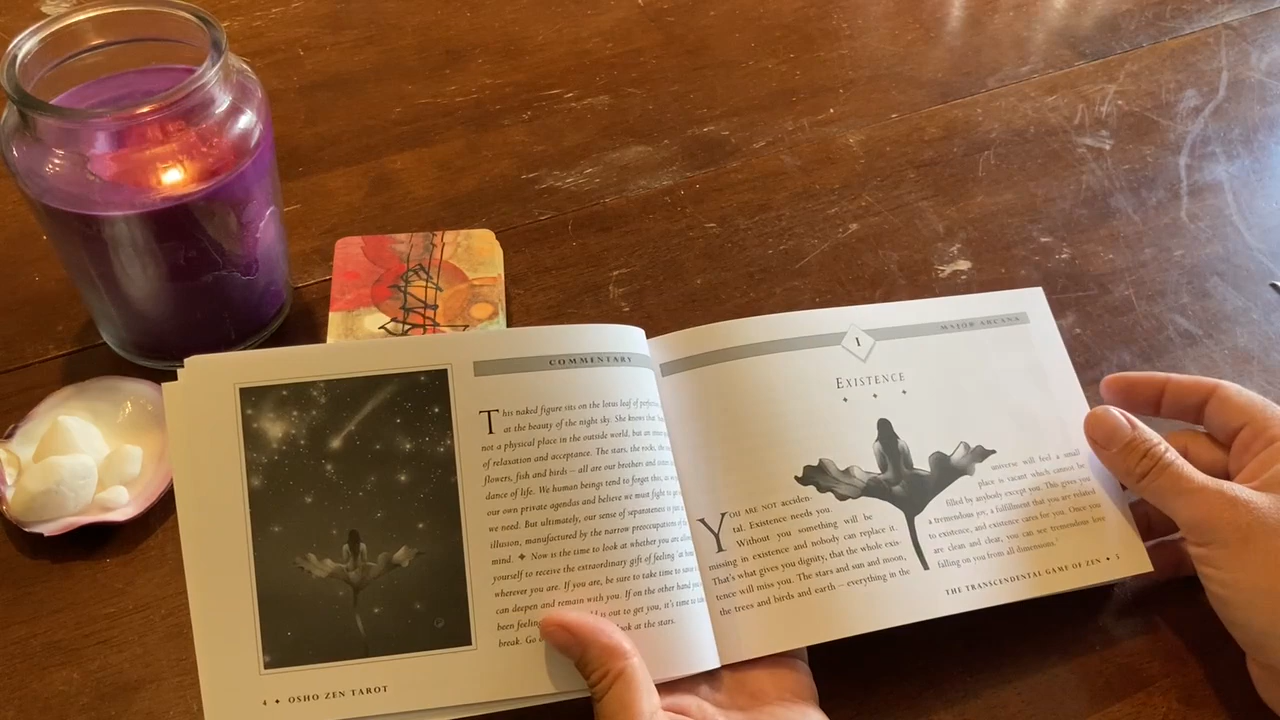 COMMENTARY
This naked figure sits on the lotus leaf of
at the beauty of the night sky. She knows that
not a physical place in the outside world, but an
of relaxation and acceptance. The stars, the rocks, the
flowers, fish and birds – all are our brothers and
dance of life. We human beings tend to forget this, as
our own private agendas and believe we must fight to
we need. But ultimately, our sense of separateness is just
illusion, manufactured by the narrow preoccupations of
mind. ✦ Now is the time to look at whether you are
yourself to receive the extraordinary gift of feeling 'at
wherever you are. If you are, be sure to take time to
can deepen and remain with you. If on the other hand you
been feeling is out to get you, it's time to
break. Go look at the stars.
4 ✦ OSHO ZEN TAROT
MAJOR ARCANA
I
EXISTENCE
YOU ARE NOT acciden-
tal. Existence needs you.
Without you something will be
missing in existence and nobody can replace it.
That's what gives you dignity, that the whole exis-
tence will miss you. The stars and sun and moon,
the trees and birds and earth – everything in the
universe will feel a small
place is vacant which cannot be
filled by anybody except you. This gives you
a tremendous joy, a fulfillment that you are related
to existence, and existence cares for you. Once you
are clean and clear, you can see tremendous love
falling on you from all dimensions.
THE TRANSCENDENTAL GAME OF ZEN ✦ 5